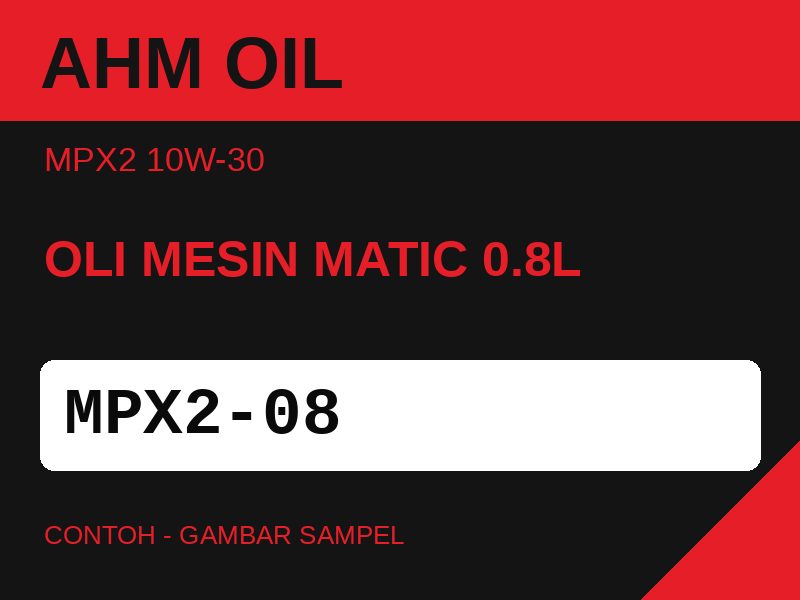 AHM OIL
MPX2 10W-30
OLI MESIN MATIC 0.8L
MPX2-08
CONTOH - GAMBAR SAMPEL